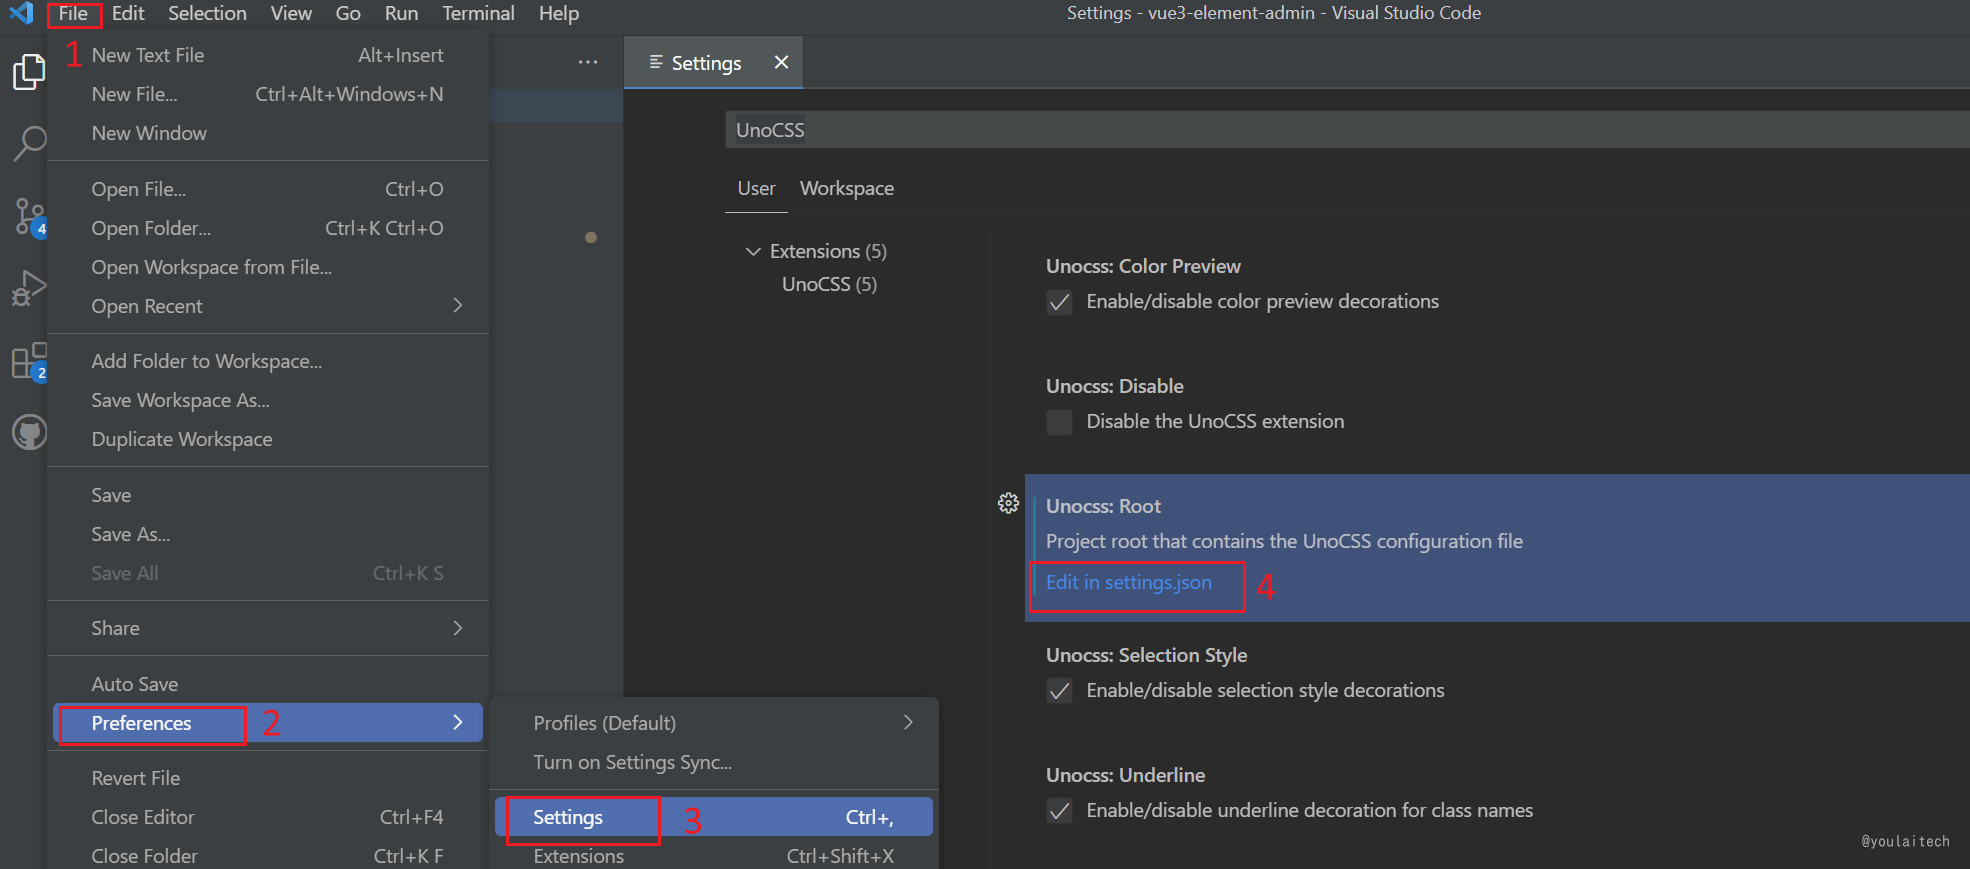 File Edit Selection View Go Run Terminal Help
Settings - vue3-element-admin - Visual Studio Code
1
New Text File Alt+Insert
New File... Ctrl+Alt+Windows+N
New Window
Open File... Ctrl+O
Open Folder... Ctrl+K Ctrl+O
Open Workspace from File...
Open Recent
Add Folder to Workspace...
Save Workspace As...
Duplicate Workspace
Save
Save As...
Save All Ctrl+K S
Share
Auto Save
Preferences 2
Revert File
Close Editor Ctrl+F4
Close Folder Ctrl+K F
4
2
Profiles (Default)
Turn on Settings Sync...
Settings 3 Ctrl+,
Extensions Ctrl+Shift+X
Settings
UnoCSS
User Workspace
Extensions (5)
UnoCSS (5)
Unocss: Color Preview
Enable/disable color preview decorations
Unocss: Disable
Disable the UnoCSS extension
Unocss: Root
Project root that contains the UnoCSS configuration file
Edit in settings.json 4
Unocss: Selection Style
Enable/disable selection style decorations
Unocss: Underline
Enable/disable underline decoration for class names
@youlaitech